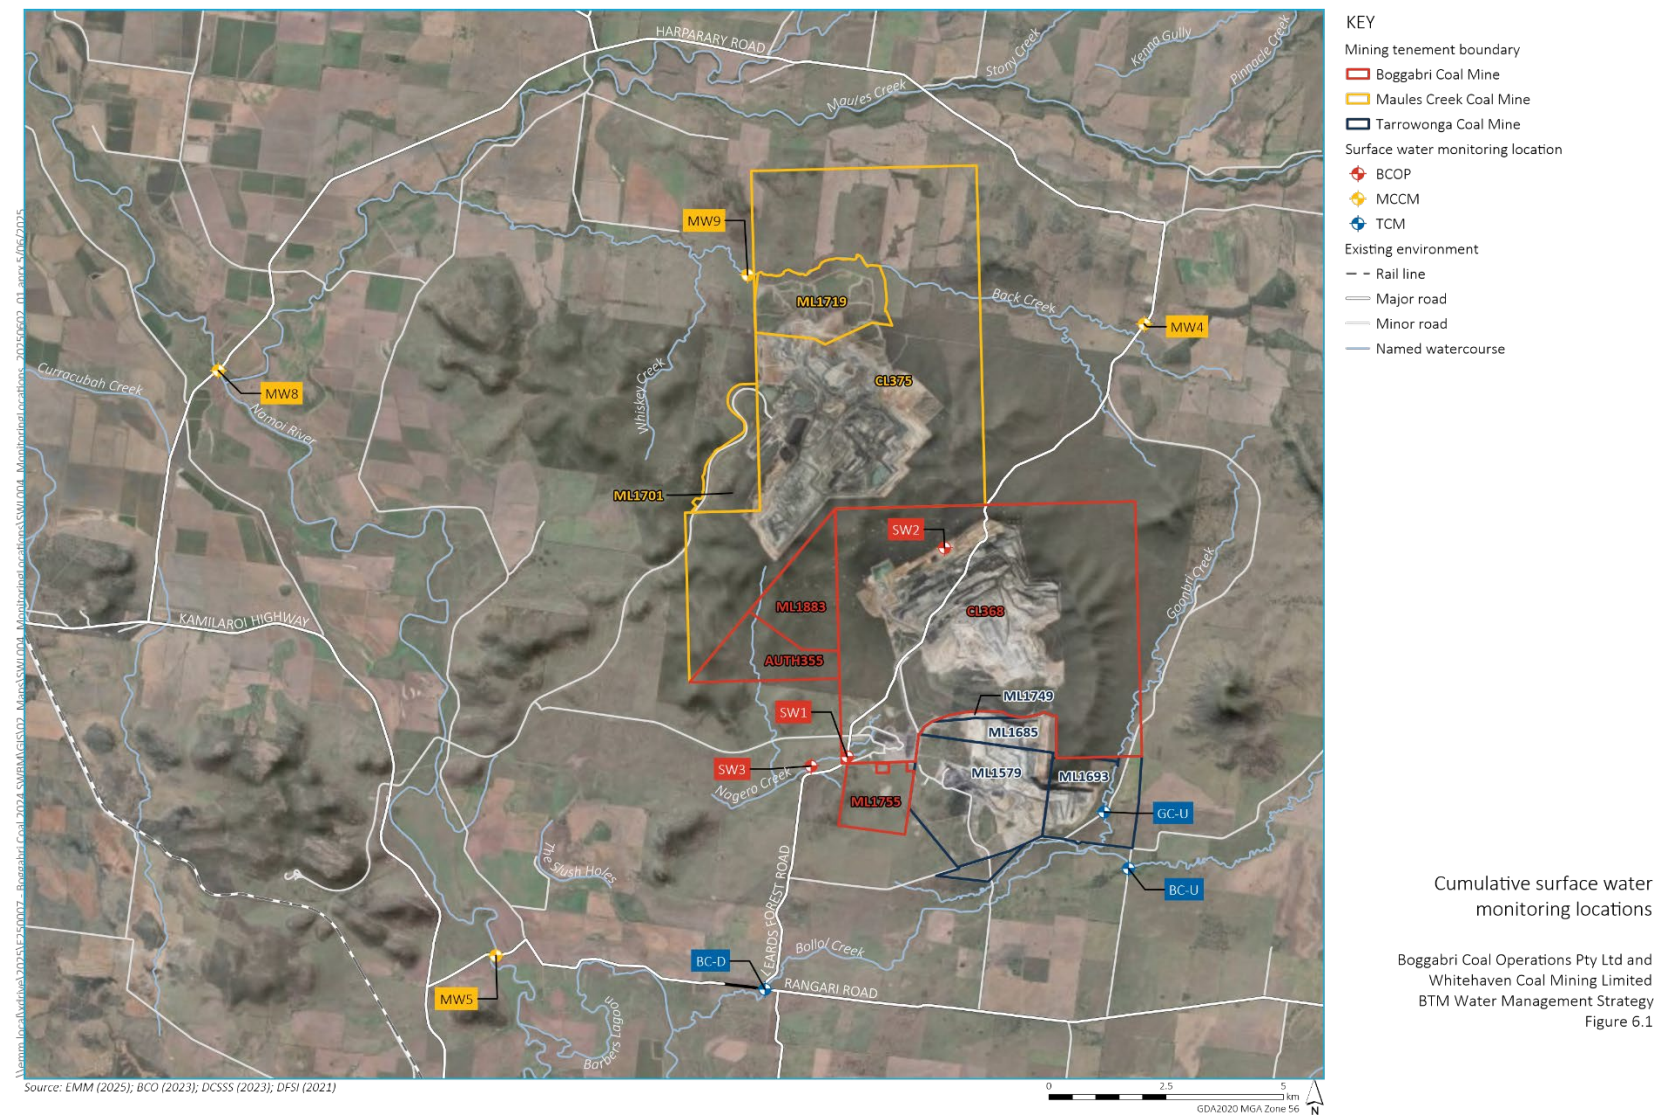 HARPARARY ROAD
Stony Creek
Kenna Gully
Pinnacle Creek
Maules Creek
MW9
ML1719
Back Creek
MW4
Curracubah Creek
MW8
Namoi River
Whiskey Creek
CL375
ML1701
SW2
Goonbri Creek
KAMILAROI HIGHWAY
ML1883
CL368
AUTH355
ML1749
SW1
ML1685
SW3
Nagero Creek
ML1579
ML1693
ML1755
GC-U
The Slush Holes
BC-U
LEARDS FOREST ROAD
Bollol Creek
BC-D
RANGARI ROAD
MW5
Barbers Lagoon
Source: EMM (2025); BCO (2023); DCSSS (2023); DFSI (2021)
0 2.5 5
km
GDA2020 MGA Zone 56
N
KEY
Mining tenement boundary
Boggabri Coal Mine
Maules Creek Coal Mine
Tarrowonga Coal Mine
Surface water monitoring location
BCOP
MCCM
TCM
Existing environment
Rail line
Major road
Minor road
Named watercourse
Cumulative surface water
monitoring locations
Boggabri Coal Operations Pty Ltd and
Whitehaven Coal Mining Limited
BTM Water Management Strategy
Figure 6.1